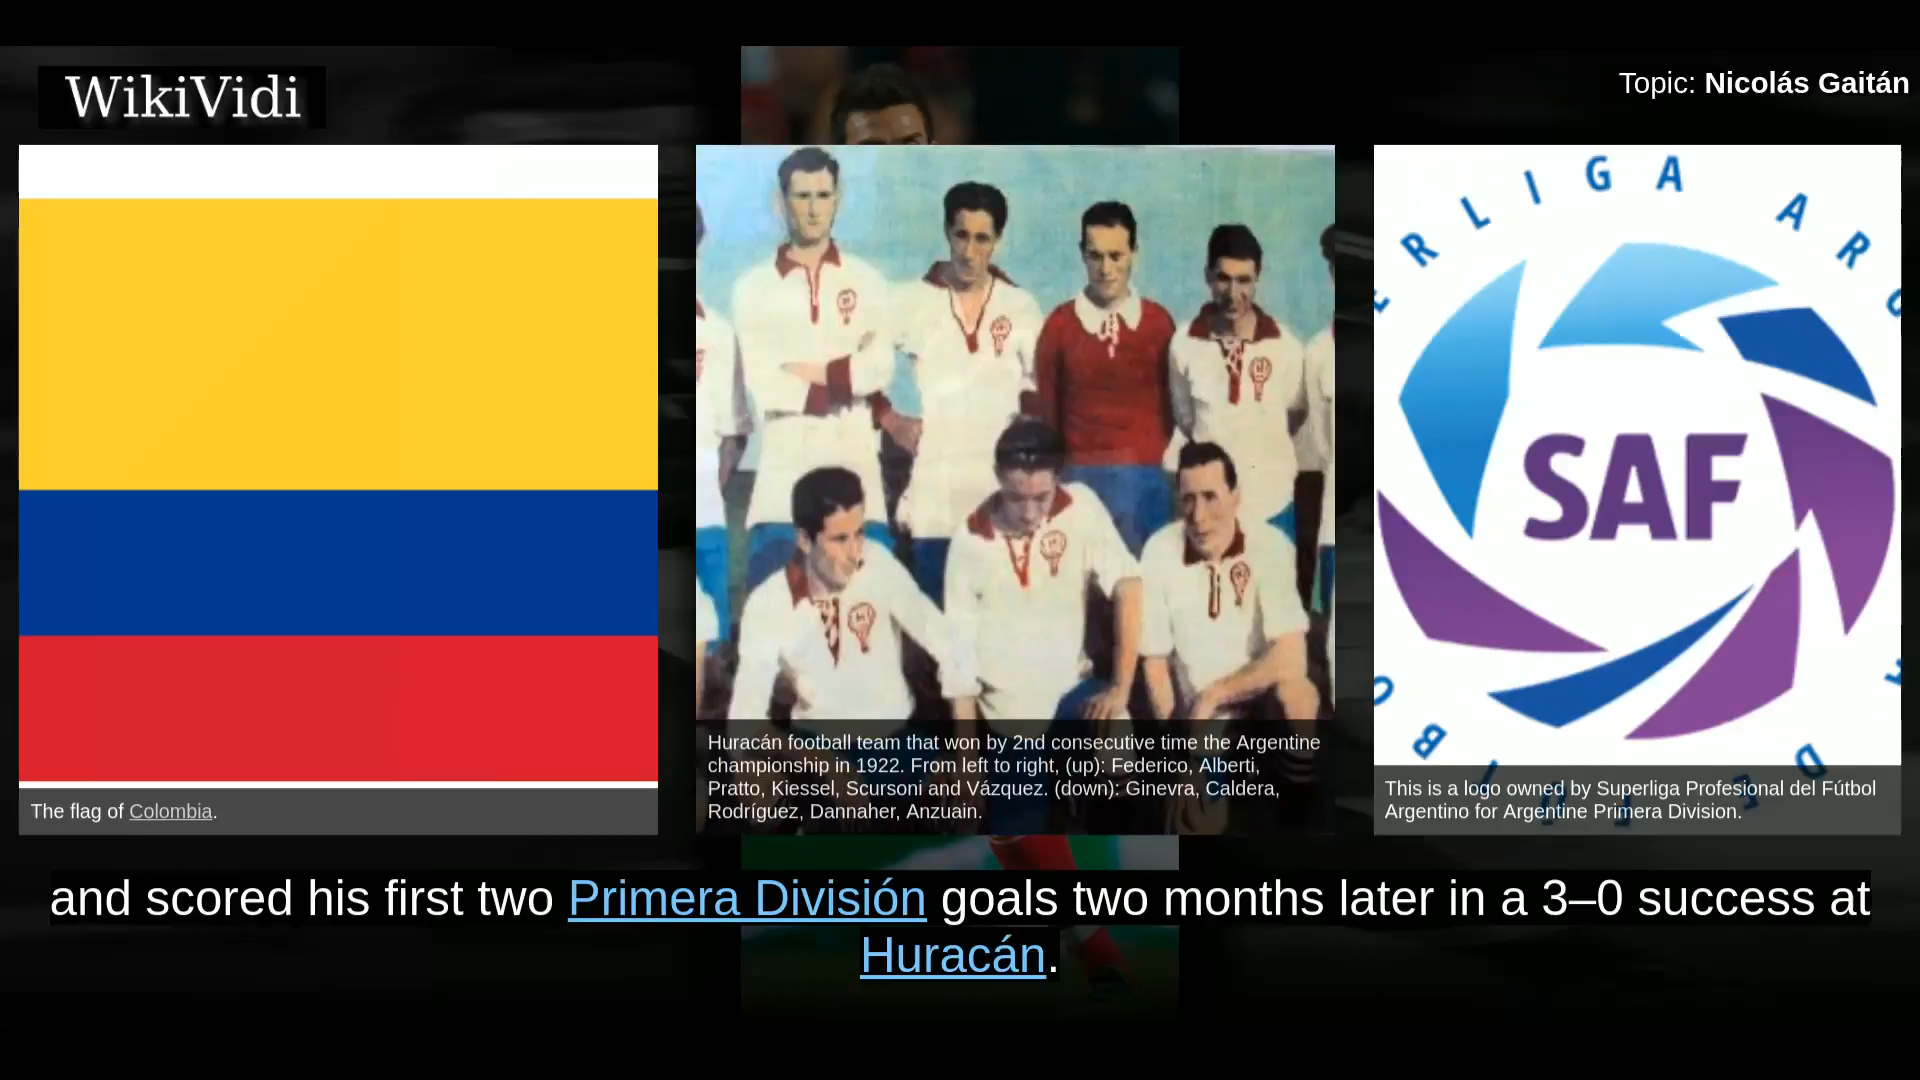 WikiVidi
Topic: Nicolás Gaitán
ERLIGA AR
SAF
The flag of Colombia.
Huracán football team that won by 2nd consecutive time the Argentine
championship in 1922. From left to right, (up): Federico, Alberti,
Pratto, Kiessel, Scursoni and Vázquez. (down): Ginevra, Caldera,
Rodríguez, Dannaher, Anzuain.
This is a logo owned by Superliga Profesional del Fútbol
Argentino for Argentine Primera Division.
and scored his first two Primera División goals two months later in a 3–0 success at
Huracán.